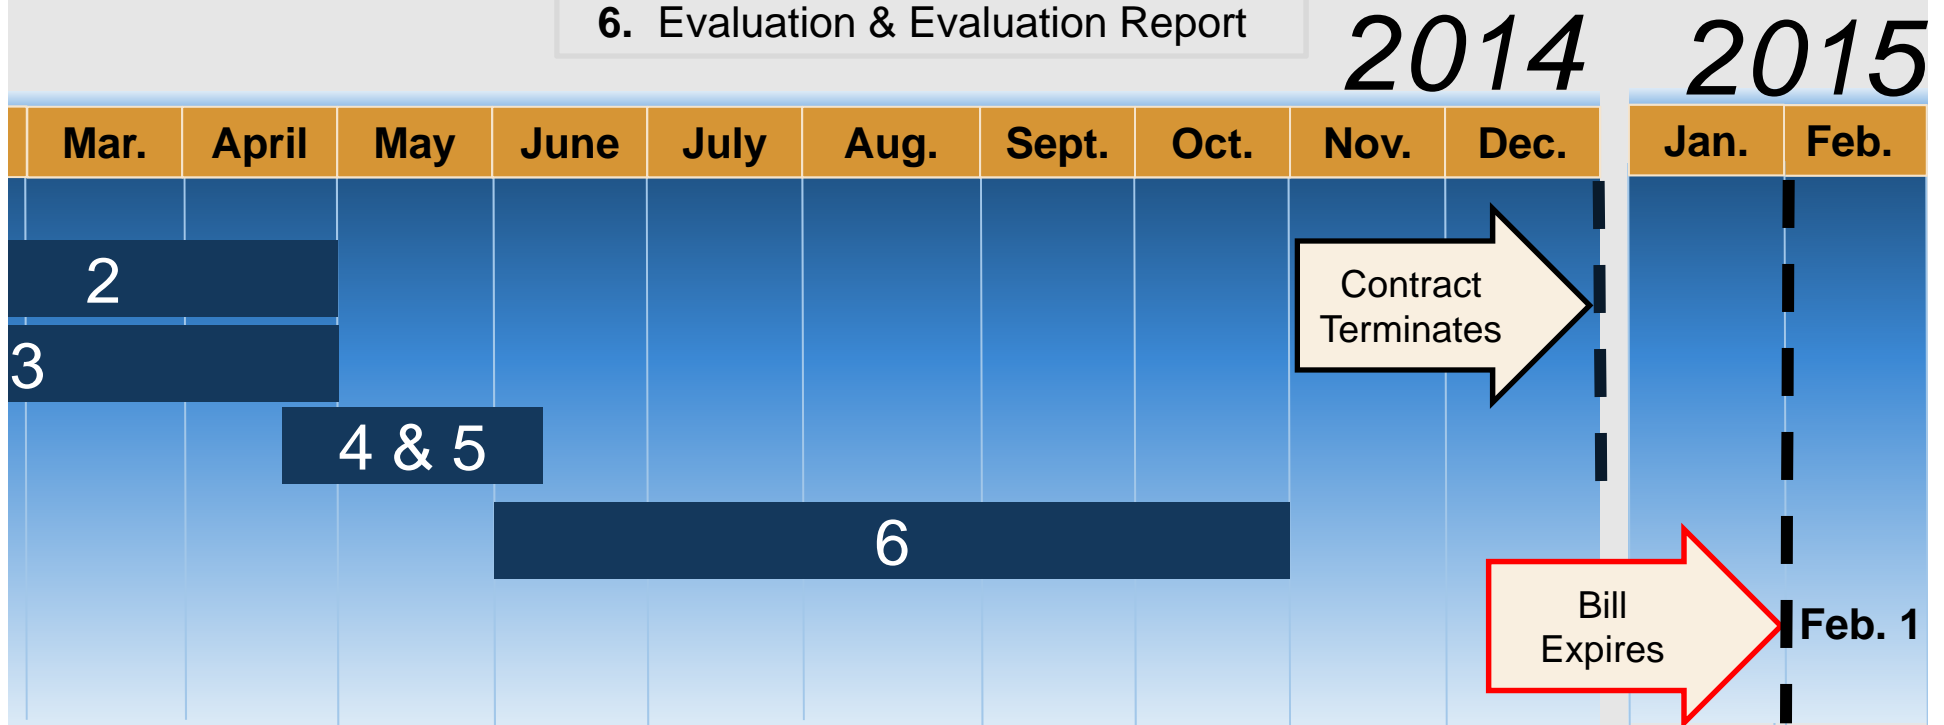 6. Evaluation & Evaluation Report
2014 2015
Mar. April May June July Aug. Sept. Oct. Nov. Dec. Jan. Feb.
2
3
4 & 5
6
Contract
Terminates
Bill
Expires
Feb. 1